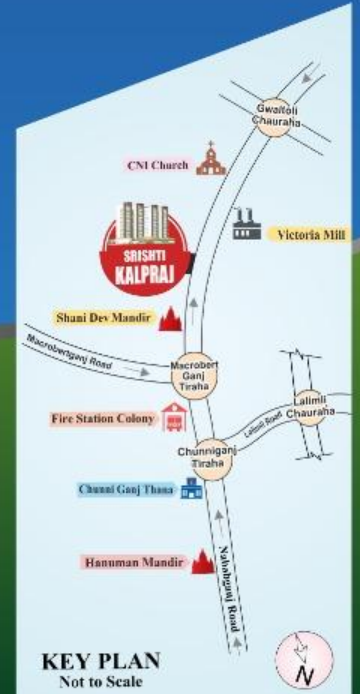 Gwaltoli
Chauraha
CNI Church
Victoria Mill
SRISHTI
KALPRAJ
Shani Dev Mandir
Macrobertganj Road
Macrobert
Ganj
Tiraha
Fire Station Colony
Lalimli
Chauraha
Lalimli Road
Chunniganj
Tiraha
Chunni Ganj Thana
Hanuman Mandir
Nababganj Road
KEY PLAN
Not to Scale
N